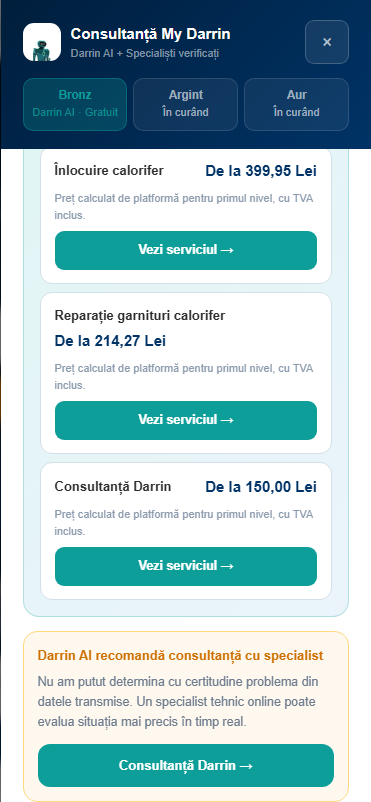 Consultanță My Darrin
Darrin AI + Specialiști verificați
×
Bronz
Darrin AI · Gratuit
Argint
În curând
Aur
În curând
Înlocuire calorifer
De la 399,95 Lei
Preț calculat de platformă pentru primul nivel, cu TVA
inclus.
Vezi serviciul →
Reparație garnituri calorifer
De la 214,27 Lei
Preț calculat de platformă pentru primul nivel, cu TVA
inclus.
Vezi serviciul →
Consultanță Darrin
De la 150,00 Lei
Preț calculat de platformă pentru primul nivel, cu TVA
inclus.
Vezi serviciul →
Darrin AI recomandă consultanță cu specialist
Nu am putut determina cu certitudine problema din
datele transmise. Un specialist tehnic online poate
evalua situația mai precis în timp real.
Consultanță Darrin →